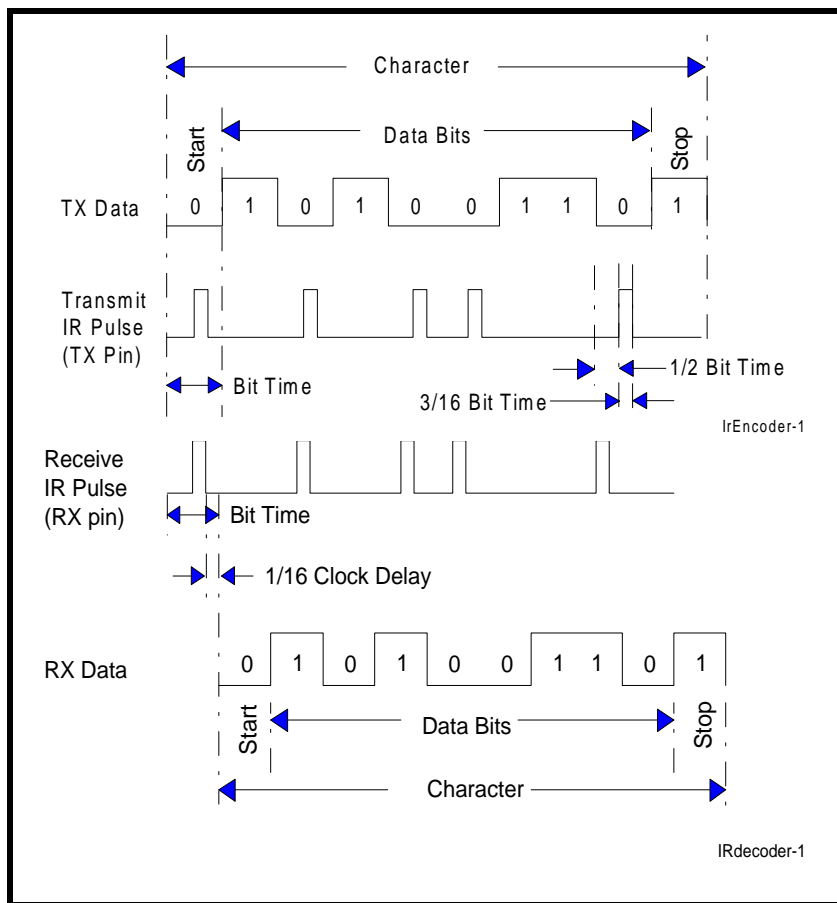 Character
Start
Data Bits
Stop
TX Data
0 1 0 1 0 0 1 1 0 1
Transmit
IR Pulse
(TX Pin)
Bit Time
1/2 Bit Time
3/16 Bit Time
IrEncoder-1
Receive
IR Pulse
(RX pin)
Bit Time
1/16 Clock Delay
RX Data
0 1 0 1 0 0 1 1 0 1
Start
Data Bits
Stop
Character
IRdecoder-1